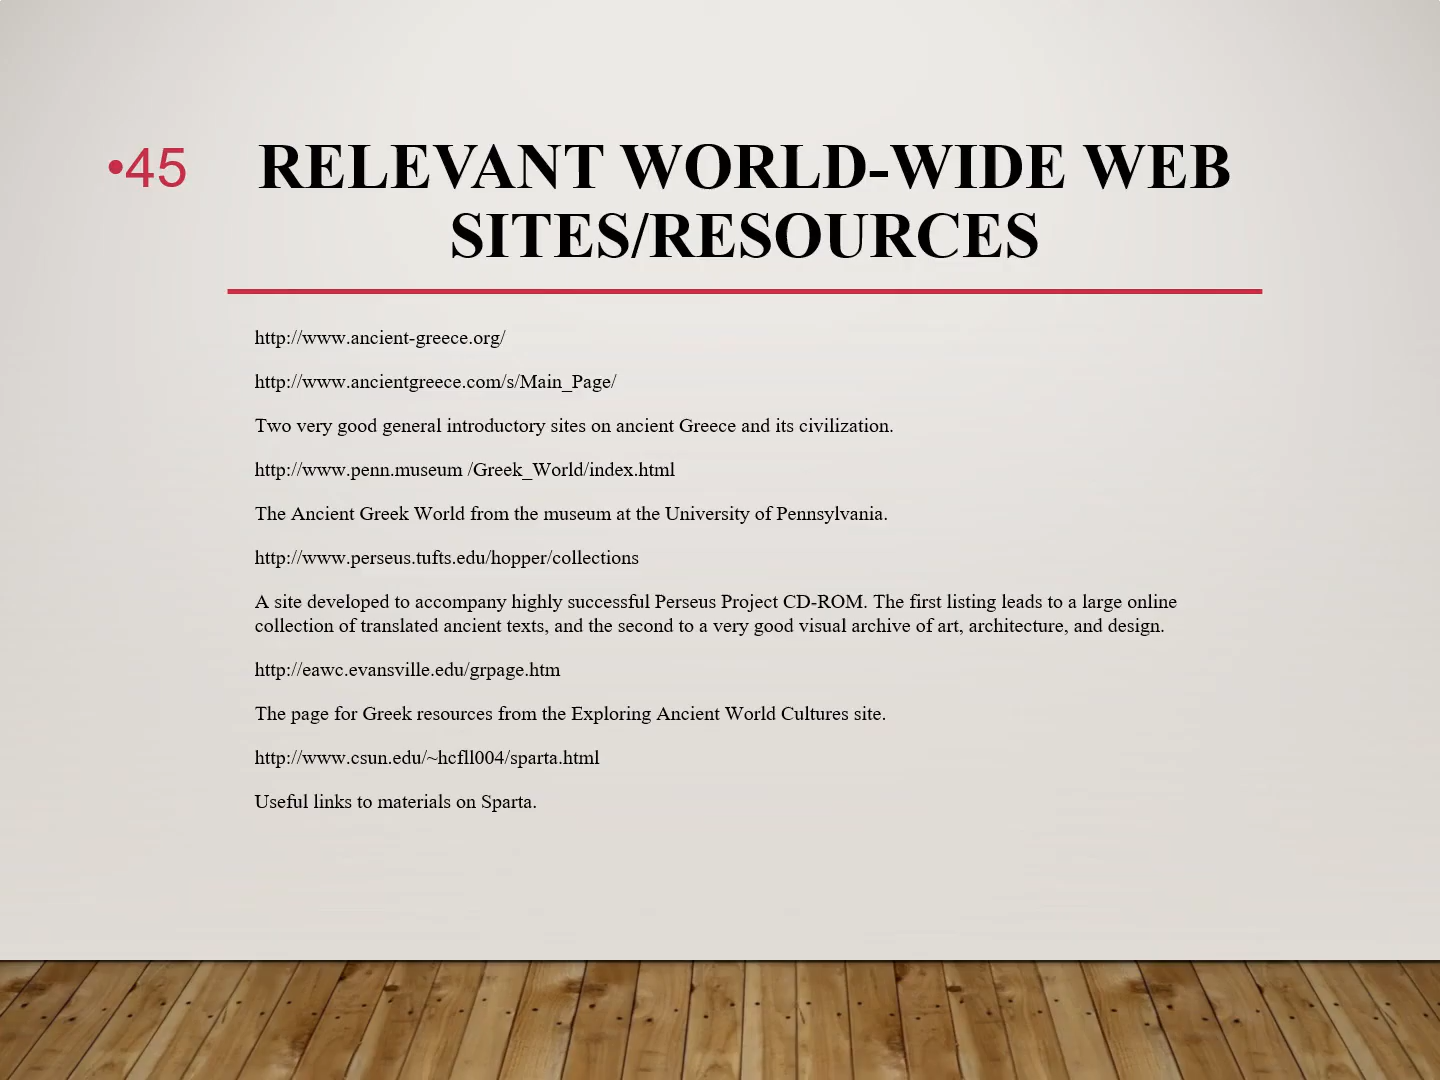 •45
RELEVANT WORLD-WIDE WEB
SITES/RESOURCES
http://www.ancient-greece.org/
http://www.ancientgreece.com/s/Main_Page/
Two very good general introductory sites on ancient Greece and its civilization.
http://www.penn.museum /Greek_World/index.html
The Ancient Greek World from the museum at the University of Pennsylvania.
http://www.perseus.tufts.edu/hopper/collections
A site developed to accompany highly successful Perseus Project CD-ROM. The first listing leads to a large online
collection of translated ancient texts, and the second to a very good visual archive of art, architecture, and design.
http://eawc.evansville.edu/grpage.htm
The page for Greek resources from the Exploring Ancient World Cultures site.
http://www.csun.edu/~hcfll004/sparta.html
Useful links to materials on Sparta.